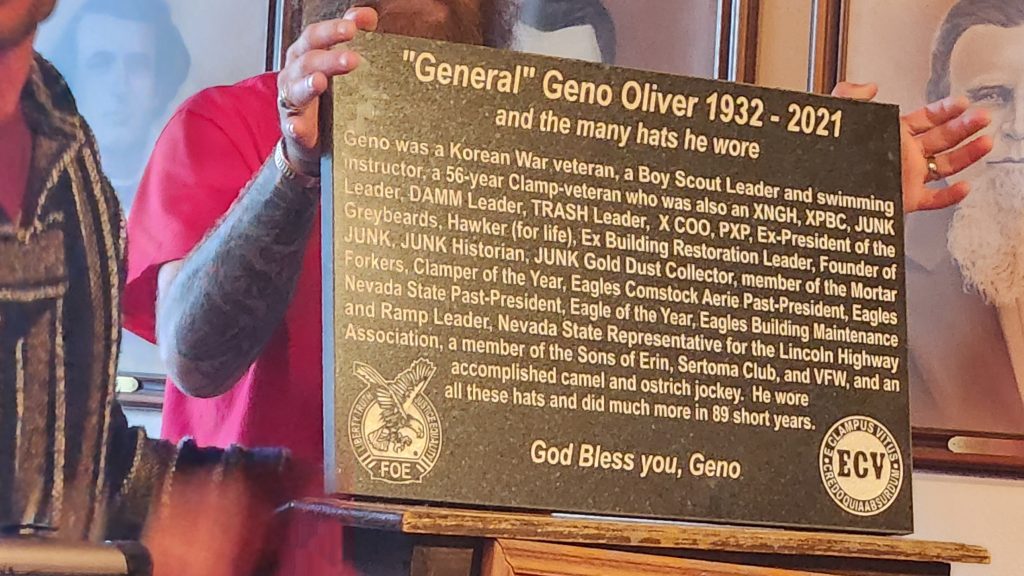 "General" Geno Oliver 1932 - 2021
and the many hats he wore
Geno was a Korean War veteran, a Boy Scout Leader and swimming
instructor, a 56-year Clamp-veteran who was also an XNGH, XPBC, JUNK
Leader, DAMM Leader, TRASH Leader, X COO, PXP, Ex-President of the
Greybeards, Hawker (for life), Ex Building Restoration Leader, Founder of
JUNK, JUNK Historian, JUNK Gold Dust Collector, member of the Mortar
Forkers, Clamper of the Year, Eagles Comstock Aerie Past-President, Eagles
Nevada State Past-President, Eagle of the Year, Eagles Building Maintenance
and Ramp Leader, Nevada State Representative for the Lincoln Highway
Association, a member of the Sons of Erin, Sertoma Club, and VFW, and an
accomplished camel and ostrich jockey. He wore
all these hats and did much more in 89 short years.
God Bless you, Geno
FOE
E CLAMPUS VITUS
ECV
CREDO QUIA ABSURDUM